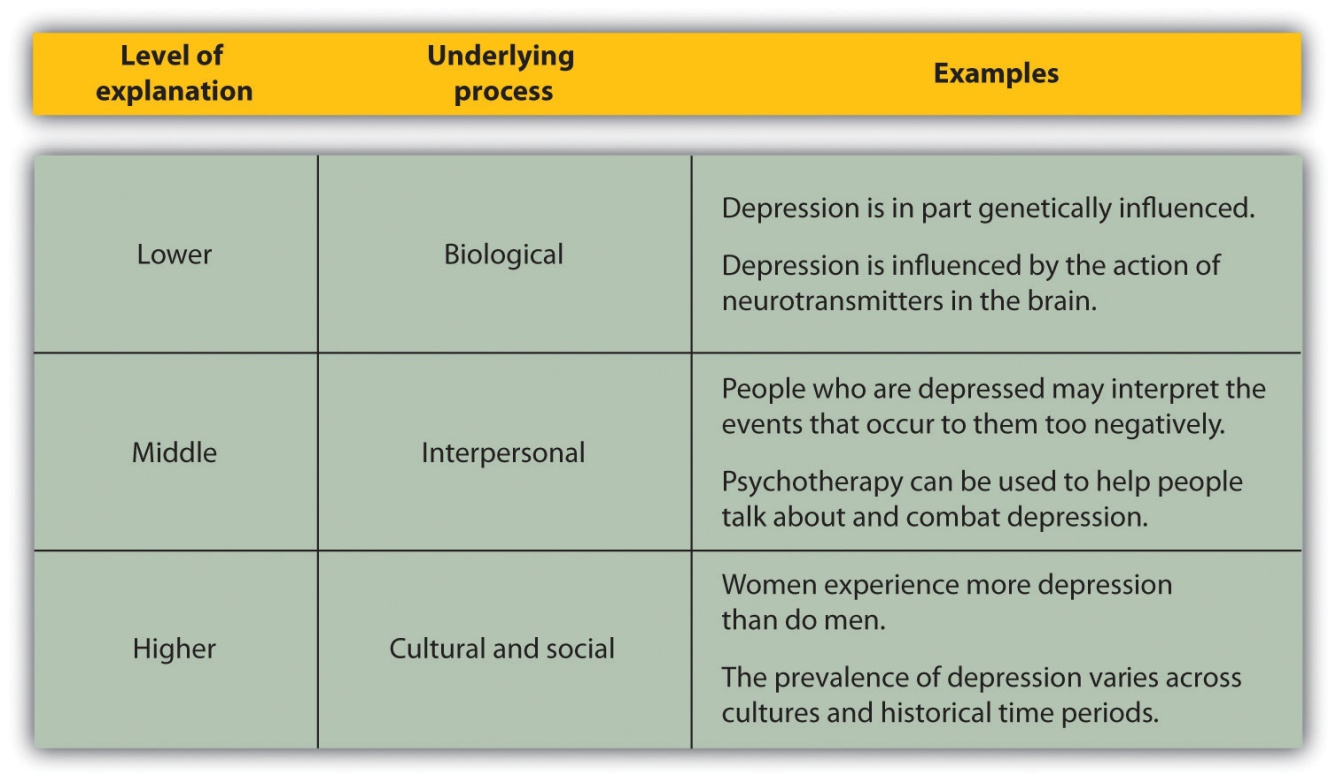 Level of
explanation
Underlying
process
Examples
Lower
Biological
Depression is in part genetically influenced.
Depression is influenced by the action of
neurotransmitters in the brain.
Middle
Interpersonal
People who are depressed may interpret the
events that occur to them too negatively.
Psychotherapy can be used to help people
talk about and combat depression.
Higher
Cultural and social
Women experience more depression
than do men.
The prevalence of depression varies across
cultures and historical time periods.